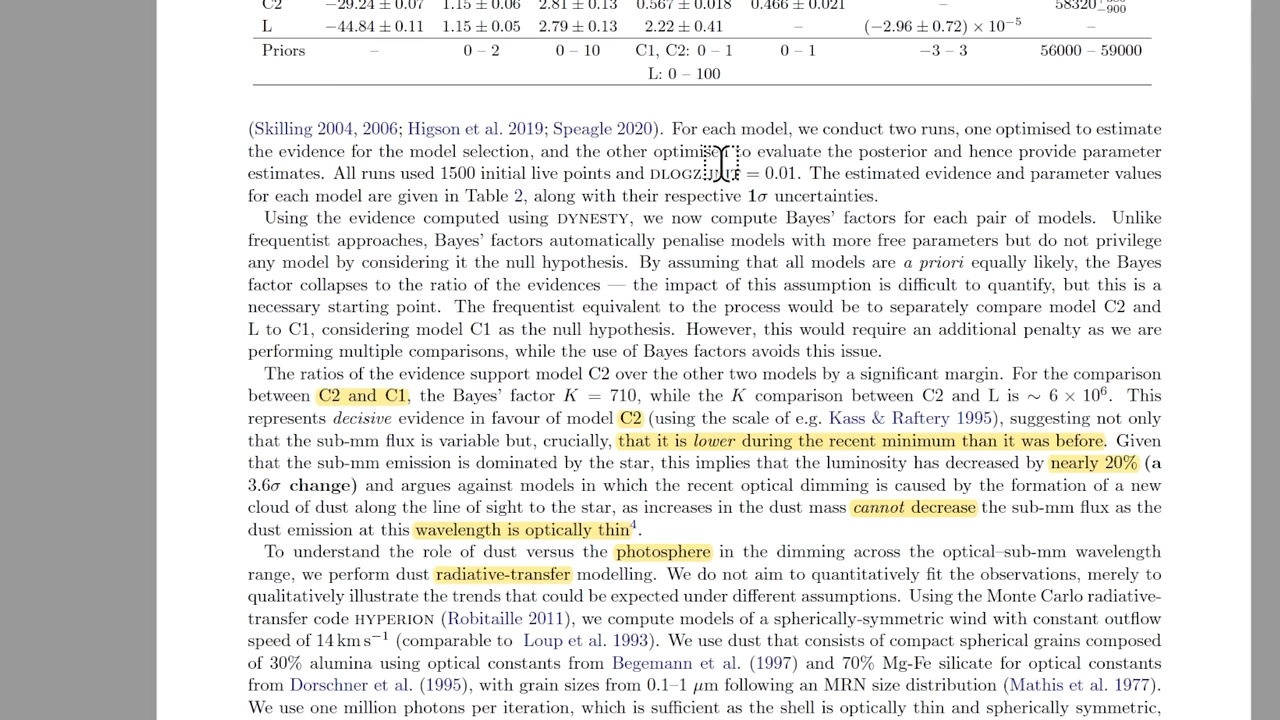 C2 −29.24 ± 0.07 1.15 ± 0.06 2.81 ± 0.13 0.567 ± 0.018 0.466 ± 0.021 – 58320 −900
L −44.84 ± 0.11 1.15 ± 0.05 2.79 ± 0.13 2.22 ± 0.41 – (−2.96 ± 0.72) × 10−5 –
Priors – 0 – 2 0 – 10 C1, C2: 0 – 1 0 – 1 −3 – 3 56000 – 59000
L: 0 – 100
(Skilling 2004, 2006; Higson et al. 2019; Speagle 2020). For each model, we conduct two runs, one optimised to estimate
the evidence for the model selection, and the other optimised to evaluate the posterior and hence provide parameter
estimates. All runs used 1500 initial live points and = 0.01. The estimated evidence and parameter values
for each model are given in Table 2, along with their respective 1σ uncertainties.
Using the evidence computed using DYNESTY, we now compute Bayes' factors for each pair of models. Unlike
frequentist approaches, Bayes' factors automatically penalise models with more free parameters but do not privilege
any model by considering it the null hypothesis. By assuming that all models are a priori equally likely, the Bayes
factor collapses to the ratio of the evidences — the impact of this assumption is difficult to quantify, but this is a
necessary starting point. The frequentist equivalent to the process would be to separately compare model C2 and
L to C1, considering model C1 as the null hypothesis. However, this would require an additional penalty as we are
performing multiple comparisons, while the use of Bayes factors avoids this issue.
The ratios of the evidence support model C2 over the other two models by a significant margin. For the comparison
between C2 and C1, the Bayes' factor K = 710, while the K comparison between C2 and L is ∼ 6 × 10⁶. This
represents decisive evidence in favour of model C2 (using the scale of e.g. Kass & Raftery 1995), suggesting not only
that the sub-mm flux is variable but, crucially, that it is lower during the recent minimum than it was before. Given
that the sub-mm emission is dominated by the star, this implies that the luminosity has decreased by nearly 20% (a
3.6σ change) and argues against models in which the recent optical dimming is caused by the formation of a new
cloud of dust along the line of sight to the star, as increases in the dust mass cannot decrease the sub-mm flux as the
dust emission at this wavelength is optically thin⁴.
To understand the role of dust versus the photosphere in the dimming across the optical–sub-mm wavelength
range, we perform dust radiative-transfer modelling. We do not aim to quantitatively fit the observations, merely to
qualitatively illustrate the trends that could be expected under different assumptions. Using the Monte Carlo radiative-
transfer code HYPERION (Robitaille 2011), we compute models of a spherically-symmetric wind with constant outflow
speed of 14 km s⁻¹ (comparable to Loup et al. 1993). We use dust that consists of compact spherical grains composed
of 30% alumina using optical constants from Begemann et al. (1997) and 70% Mg-Fe silicate for optical constants
from Dorschner et al. (1995), with grain sizes from 0.1–1 μm following an MRN size distribution (Mathis et al. 1977).
We use one million photons per iteration, which is sufficient as the shell is optically thin and spherically symmetric,